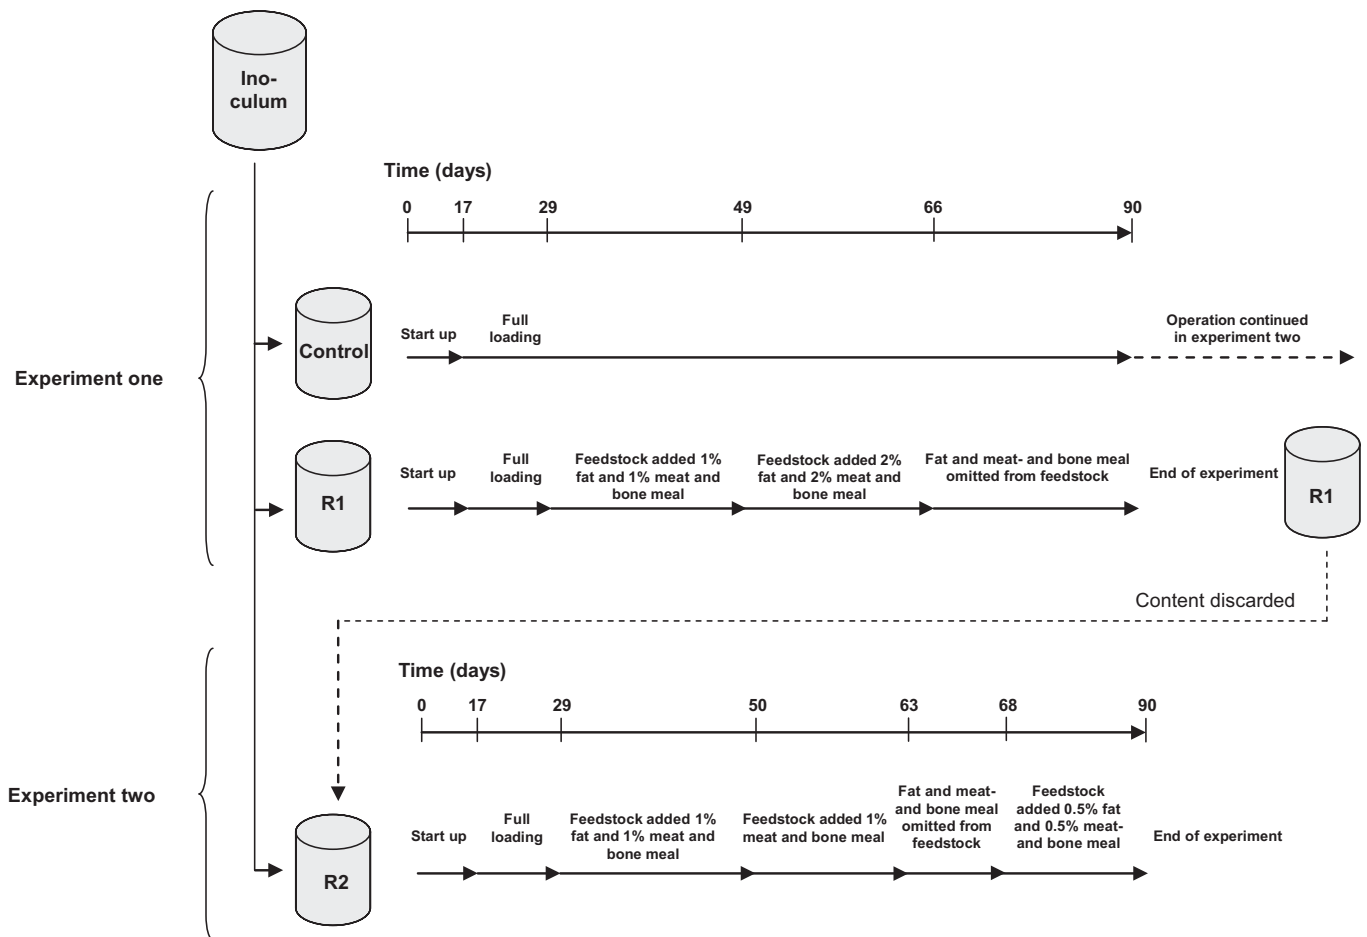 Ino-
culum
Time (days)
0 17 29 49 66 90
Experiment one
Control
Start up
Full
loading
Operation continued
in experiment two
R1
Start up
Full
loading
Feedstock added 1%
fat and 1% meat and
bone meal
Feedstock added 2%
fat and 2% meat and
bone meal
Fat and meat- and bone meal
omitted from feedstock
End of experiment
R1
Content discarded
Time (days)
0 17 29 50 63 68 90
Experiment two
R2
Start up
Full
loading
Feedstock added 1%
fat and 1% meat and
bone meal
Feedstock added 1%
meat and bone meal
Fat and meat-
and bone meal
omitted from
feedstock
Feedstock
added 0.5% fat
and 0.5% meat-
and bone meal
End of experiment